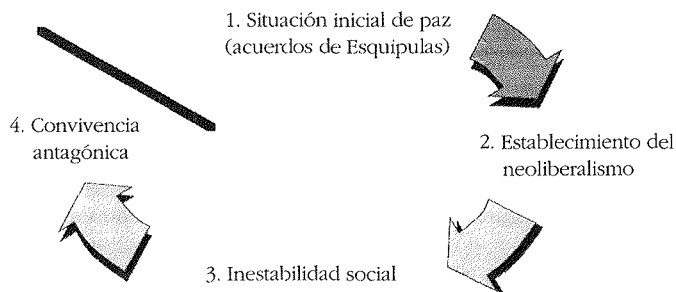 1. Situación inicial de paz
(acuerdos de Esquipulas)
2. Establecimiento del
neoliberalismo
3. Inestabilidad social
4. Convivencia
antagónica